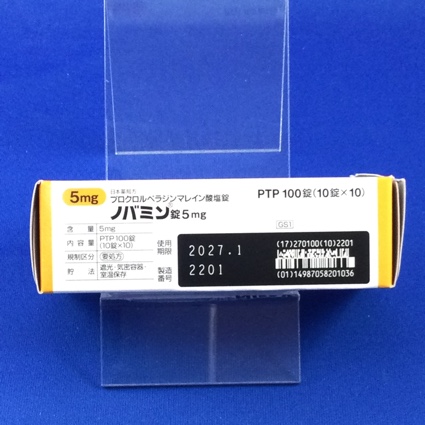 5mg
日本薬局方
プロクロルペラジンマレイン酸塩錠
ノバミン®錠5mg
PTP 100錠(10錠×10)
含量 5mg
内容量 PTP 100錠
(10錠×10)
規制区分 要処方
貯法 遮光・気密容器・
室温保存
使用
期限
2027.1
製造
番号
2201
GS1
(17)270100(10)2201
(01)14987058201036